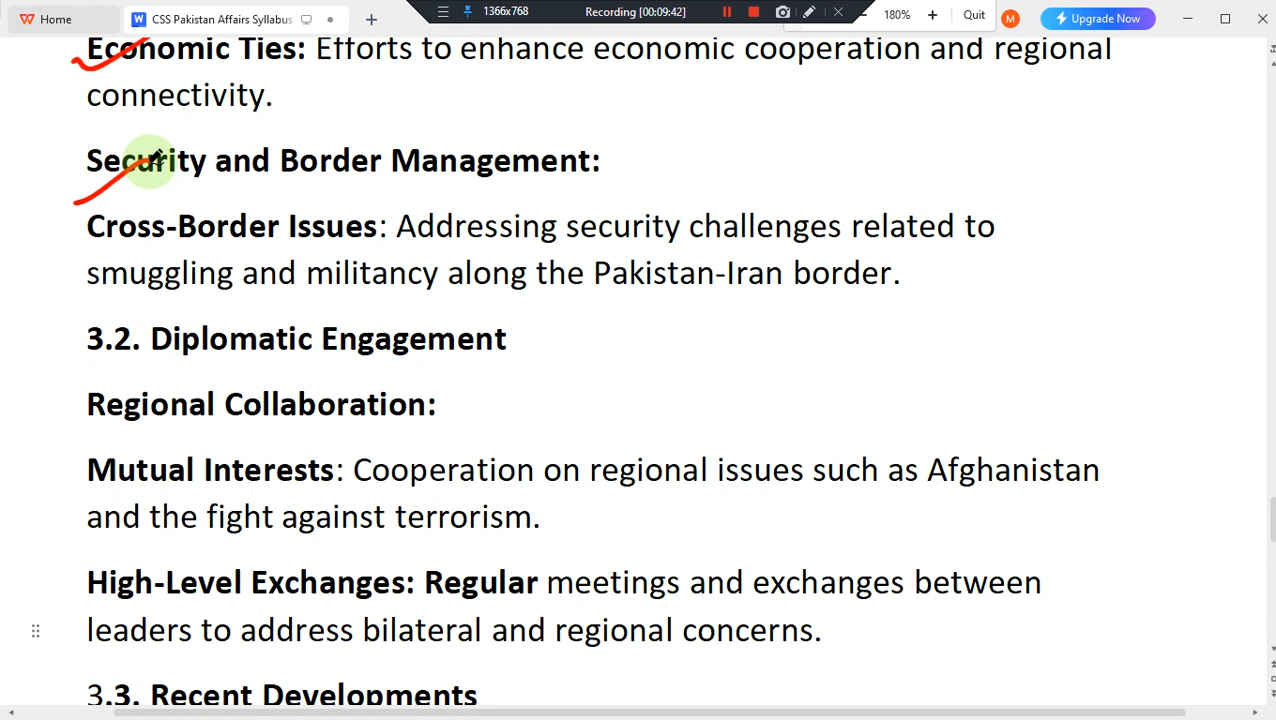 Home
CSS Pakistan Affairs Syllabus
1366x768
Recording [00:09:42]
180%
Quit
M
Upgrade Now
Economic Ties: Efforts to enhance economic cooperation and regional
connectivity.
Security and Border Management:
Cross-Border Issues: Addressing security challenges related to
smuggling and militancy along the Pakistan-Iran border.
3.2. Diplomatic Engagement
Regional Collaboration:
Mutual Interests: Cooperation on regional issues such as Afghanistan
and the fight against terrorism.
High-Level Exchanges: Regular meetings and exchanges between
leaders to address bilateral and regional concerns.
3.3. Recent Developments